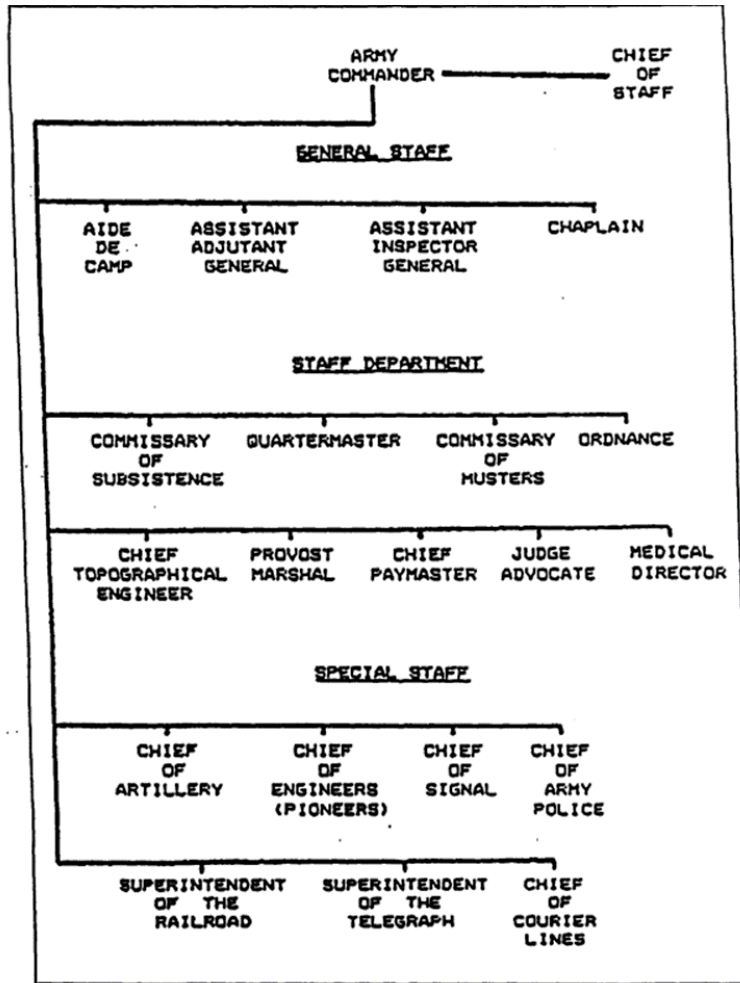 ARMY
COMMANDER
CHIEF
OF
STAFF
GENERAL STAFF
AIDE
DE
CAMP
ASSISTANT
ADJUTANT
GENERAL
ASSISTANT
INSPECTOR
GENERAL
CHAPLAIN
STAFF DEPARTMENT
COMMISSARY
OF
SUBSISTENCE
QUARTERMASTER
COMMISSARY
OF
MUSTERS
ORDNANCE
CHIEF
TOPOGRAPHICAL
ENGINEER
PROVOST
MARSHAL
CHIEF
PAYMASTER
JUDGE
ADVOCATE
MEDICAL
DIRECTOR
SPECIAL STAFF
CHIEF
OF
ARTILLERY
CHIEF
OF
ENGINEERS
(PIONEERS)
CHIEF
OF
SIGNAL
CHIEF
OF
ARMY
POLICE
SUPERINTENDENT
OF THE
RAILROAD
SUPERINTENDENT
OF THE
TELEGRAPH
CHIEF
OF
COURIER
LINES